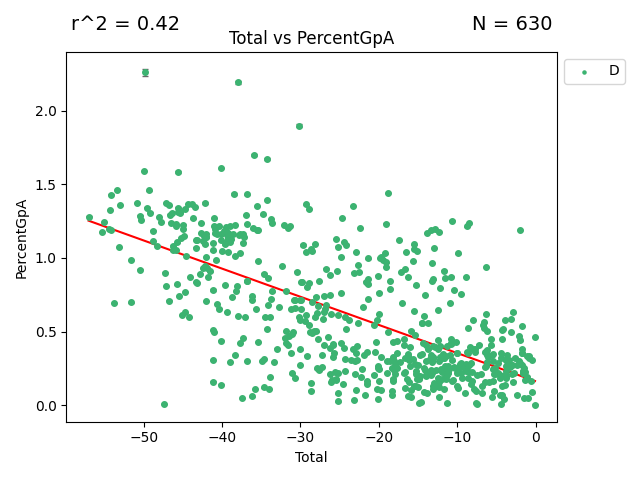 r^2 = 0.42
N = 630
Total vs PercentGpA
D
PercentGpA
2.0
1.5
1.0
0.5
0.0
−50
−40
−30
−20
−10
0
Total